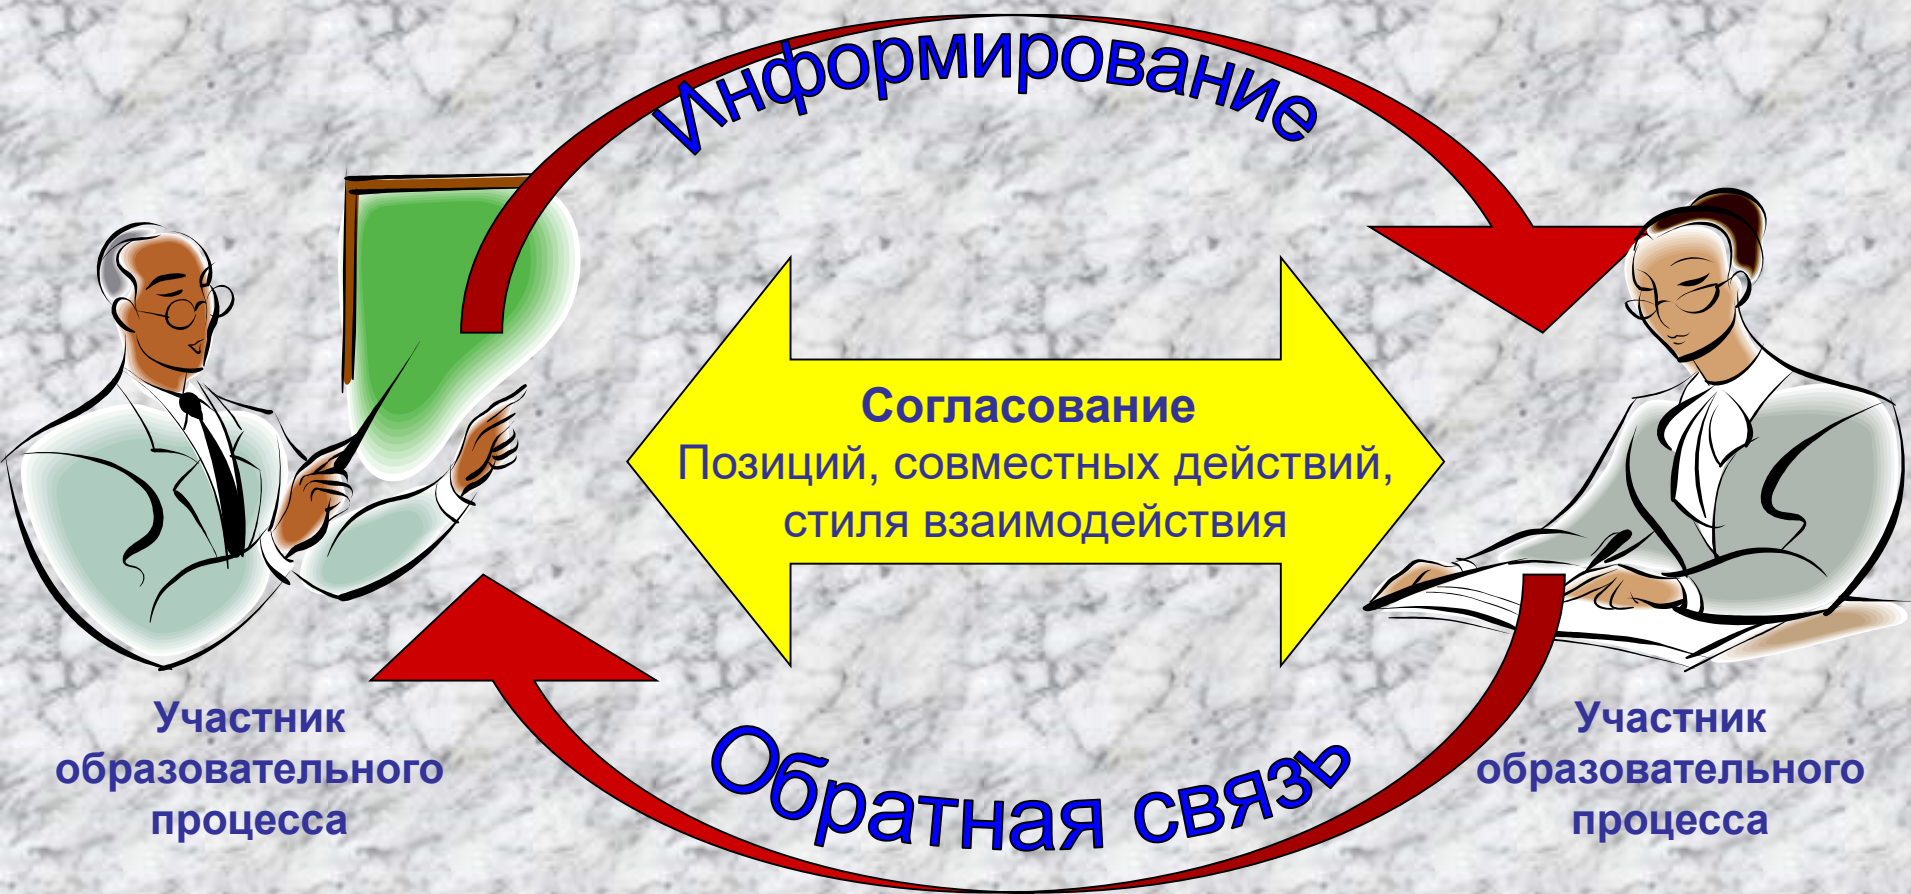 Информирование
Согласование
Позиций, совместных действий,
стиля взаимодействия
Обратная связь
Участник
образовательного
процесса
Участник
образовательного
процесса